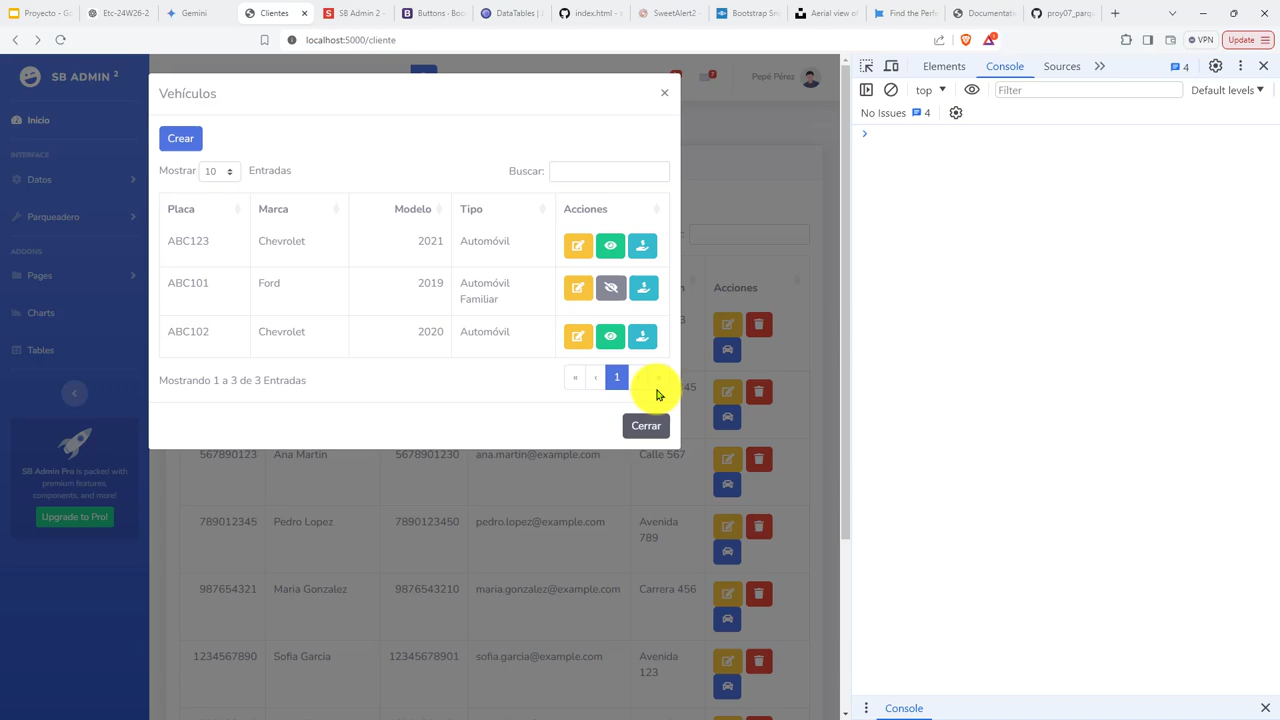 Proyecto - G
Etc-24W26-2
Gemini
Clientes
SB Admin 2 -
Buttons - Boo
DataTables |
index.html -
SweetAlert2
Bootstrap Sni
Aerial view of
Find the Perfe
Documentat
proy07_parqu
localhost:5000/cliente
VPN
Update
SB ADMIN 2
Inicio
INTERFACE
Datos
Parqueadero
ADDONS
Pages
Charts
Tables
SB Admin Pro is packed with
premium features,
components, and more!
Upgrade to Pro!
7
Pepé Pérez
Vehículos
×
Crear
Mostrar 10 Entradas
Buscar:
Placa Marca Modelo Tipo Acciones
ABC123 Chevrolet 2021 Automóvil
ABC101 Ford 2019 Automóvil
Familiar
ABC102 Chevrolet 2020 Automóvil
Mostrando 1 a 3 de 3 Entradas
« ‹ 1
Cerrar
Acciones
567890123 Ana Martin 5678901230 ana.martin@example.com Calle 567
789012345 Pedro Lopez 7890123450 pedro.lopez@example.com Avenida
789
987654321 Maria Gonzalez 9876543210 maria.gonzalez@example.com Carrera 456
1234567890 Sofia Garcia 12345678901 sofia.garcia@example.com Avenida
123
Elements
Console
Sources
4
top
Filter
Default levels
No Issues
4
Console